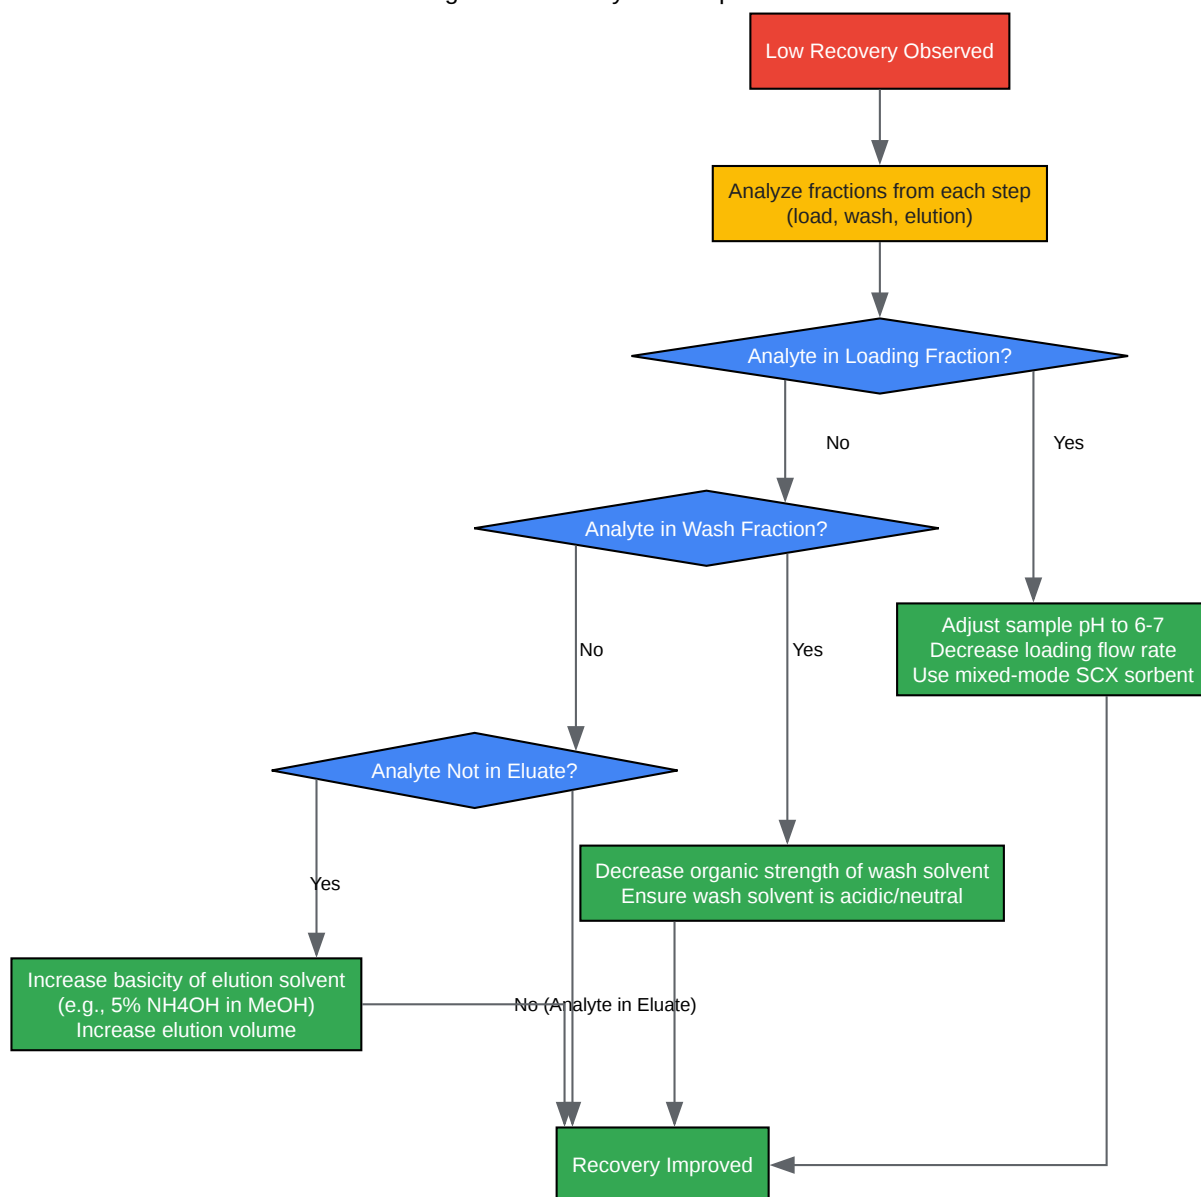 Low Recovery Observed
Analyze fractions from each step
(load, wash, elution)
Analyte in Loading Fraction?
No
Yes
Analyte in Wash Fraction?
Adjust sample pH to 6-7
Decrease loading flow rate
Use mixed-mode SCX sorbent
No
Yes
Analyte Not in Eluate?
Decrease organic strength of wash solvent
Ensure wash solvent is acidic/neutral
Yes
Increase basicity of elution solvent
(e.g., 5% NH4OH in MeOH)
Increase elution volume
No (Analyte in Eluate)
Recovery Improved